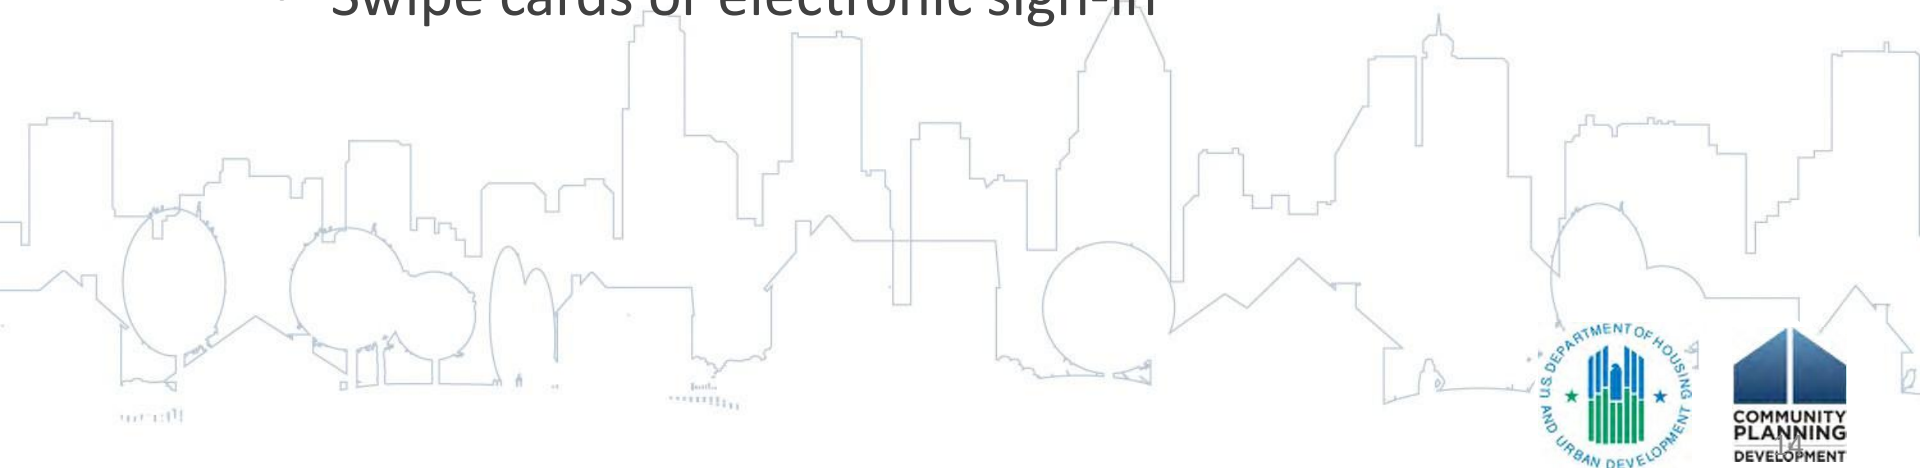 Swipe cards or electronic sign-in
U.S. DEPARTMENT OF HOUSING
AND URBAN DEVELOPMENT
COMMUNITY
PLANNING
14
DEVELOPMENT